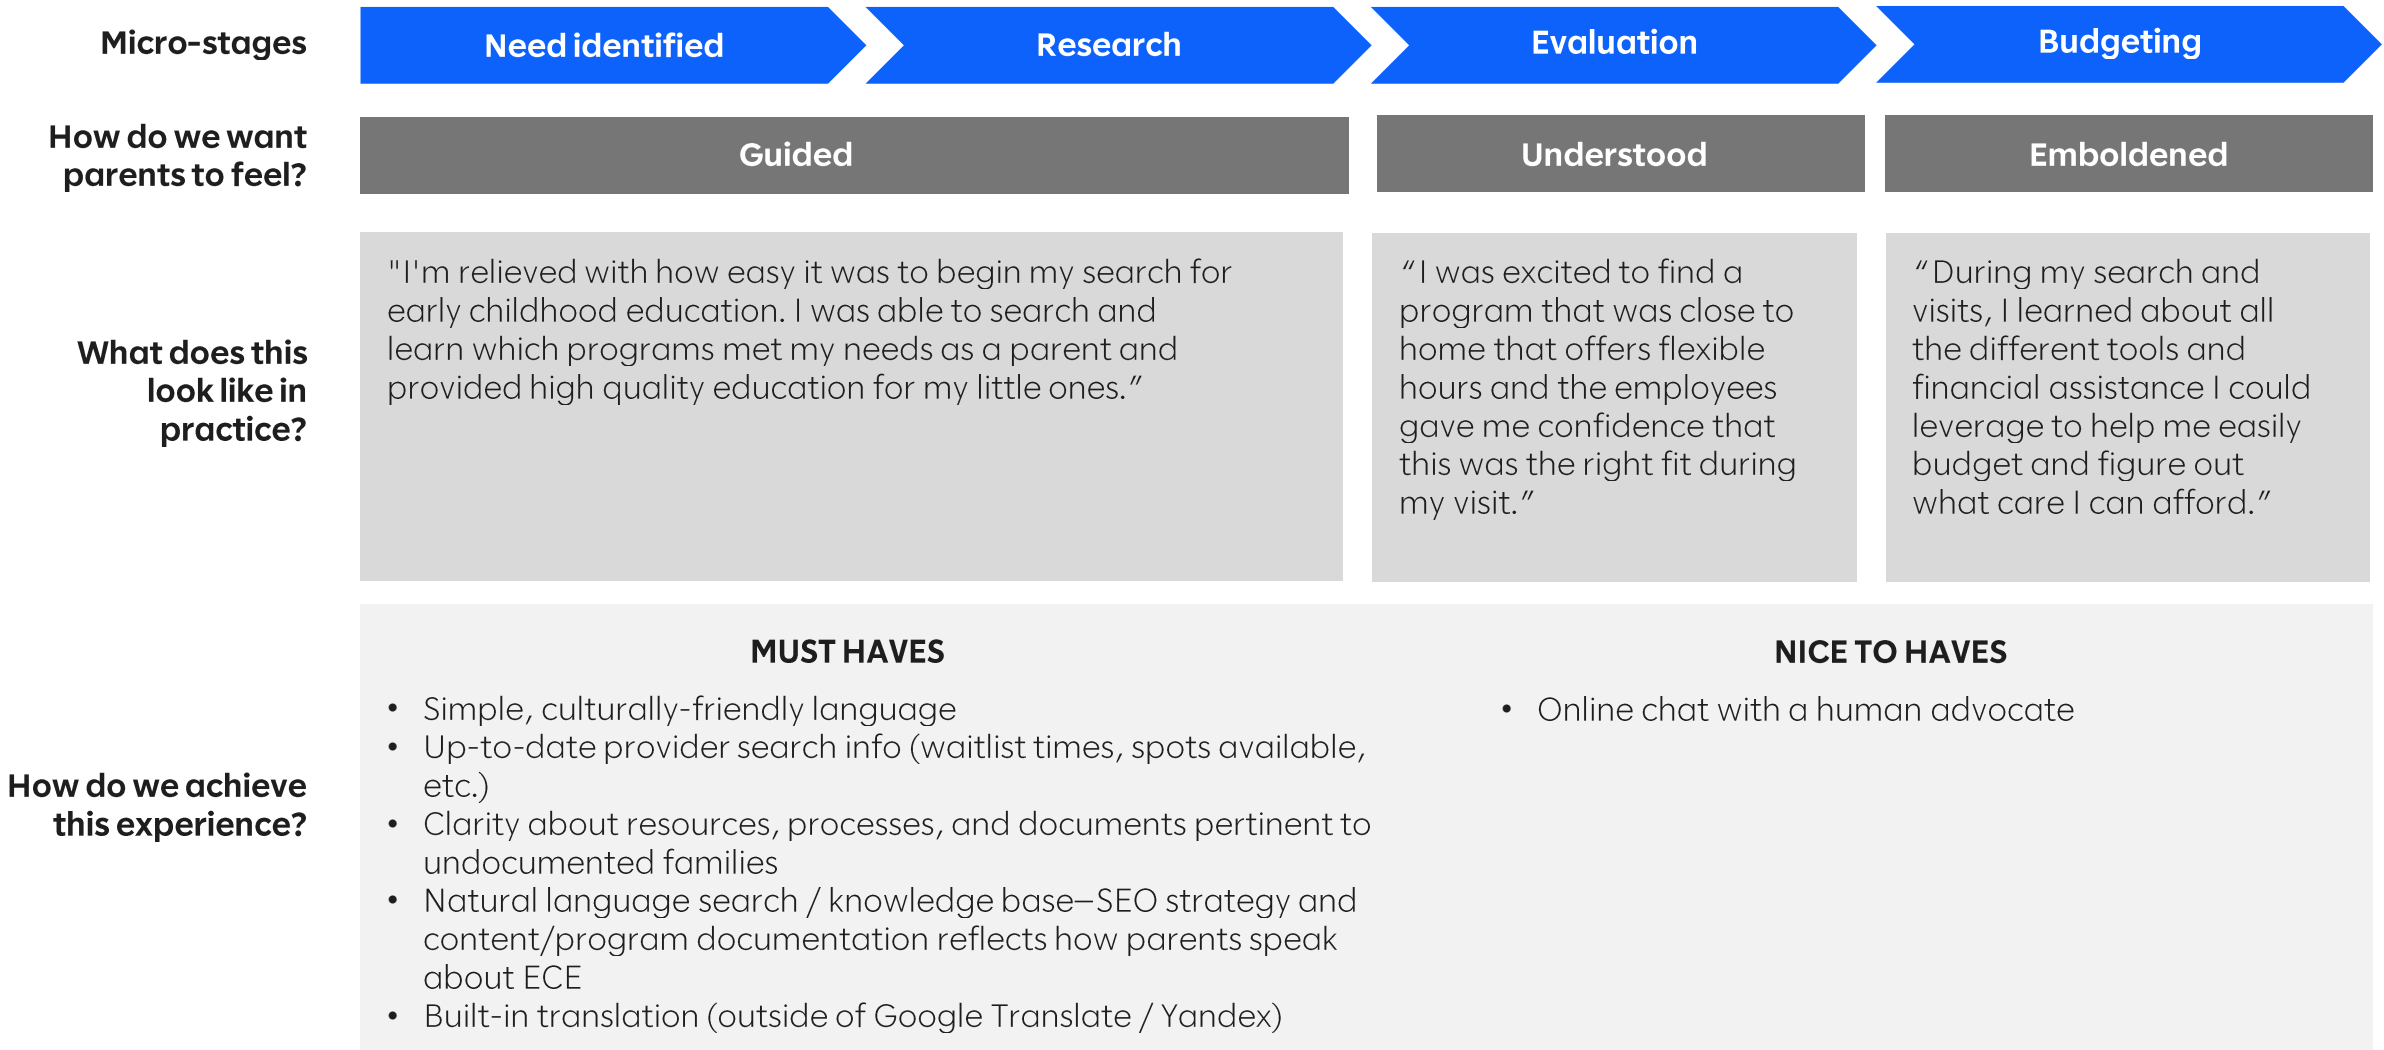 Micro-stages
Need identified
Research
Evaluation
Budgeting
How do we want
parents to feel?
Guided
Understood
Emboldened
What does this
look like in
practice?
"I'm relieved with how easy it was to begin my search for
early childhood education. I was able to search and
learn which programs met my needs as a parent and
provided high quality education for my little ones.”
“I was excited to find a
program that was close to
home that offers flexible
hours and the employees
gave me confidence that
this was the right fit during
my visit.”
“During my search and
visits, I learned about all
the different tools and
financial assistance I could
leverage to help me easily
budget and figure out
what care I can afford.”
How do we achieve
this experience?
MUST HAVES
• Simple, culturally-friendly language
• Up-to-date provider search info (waitlist times, spots available,
etc.)
• Clarity about resources, processes, and documents pertinent to
undocumented families
• Natural language search / knowledge base—SEO strategy and
content/program documentation reflects how parents speak
about ECE
• Built-in translation (outside of Google Translate / Yandex)
NICE TO HAVES
• Online chat with a human advocate